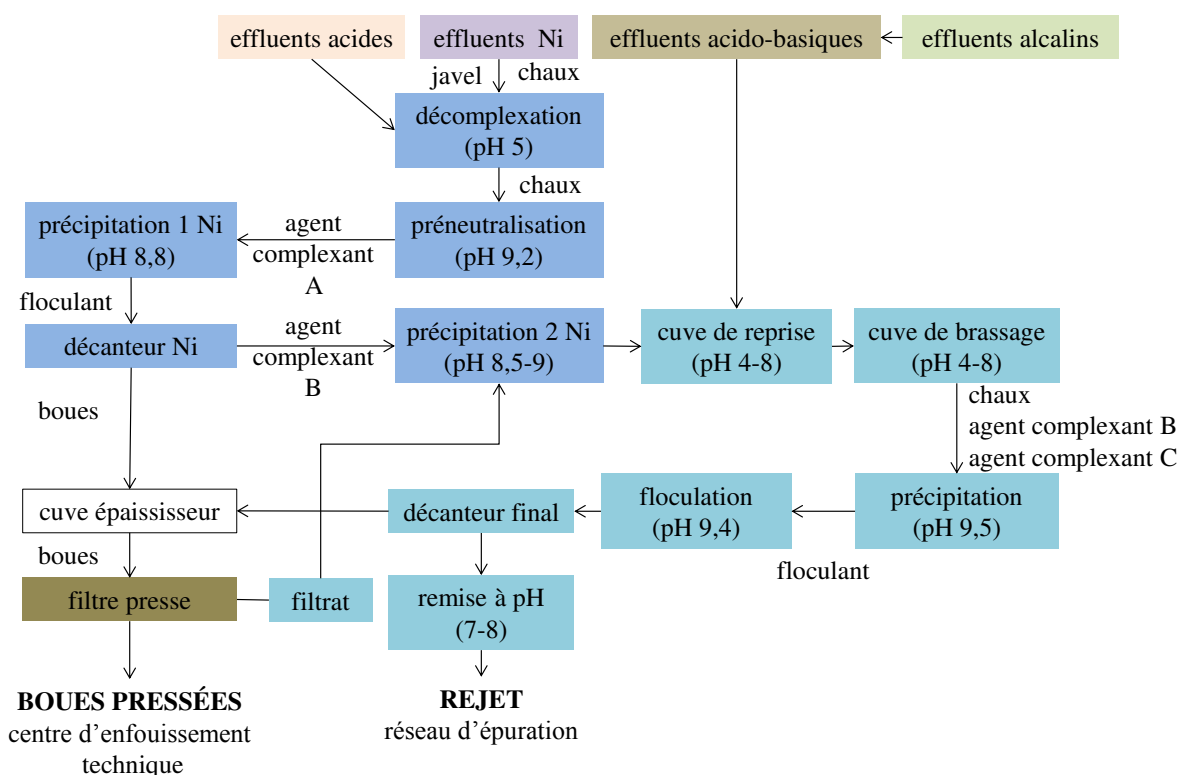 effluents acides
effluents Ni
effluents acido-basiques
effluents alcalins
javel
chaux
décomplexation
(pH 5)
chaux
précipitation 1 Ni
(pH 8,8)
agent
complexant
A
préneutralisation
(pH 9,2)
floculant
décanteur Ni
agent
complexant
B
précipitation 2 Ni
(pH 8,5-9)
cuve de reprise
(pH 4-8)
cuve de brassage
(pH 4-8)
boues
chaux
agent complexant B
agent complexant C
cuve épaississeur
décanteur final
floculation
(pH 9,4)
précipitation
(pH 9,5)
boues
floculant
filtre presse
filtrat
remise à pH
(7-8)
BOUES PRESSÉES
centre d’enfouissement
technique
REJET
réseau d’épuration